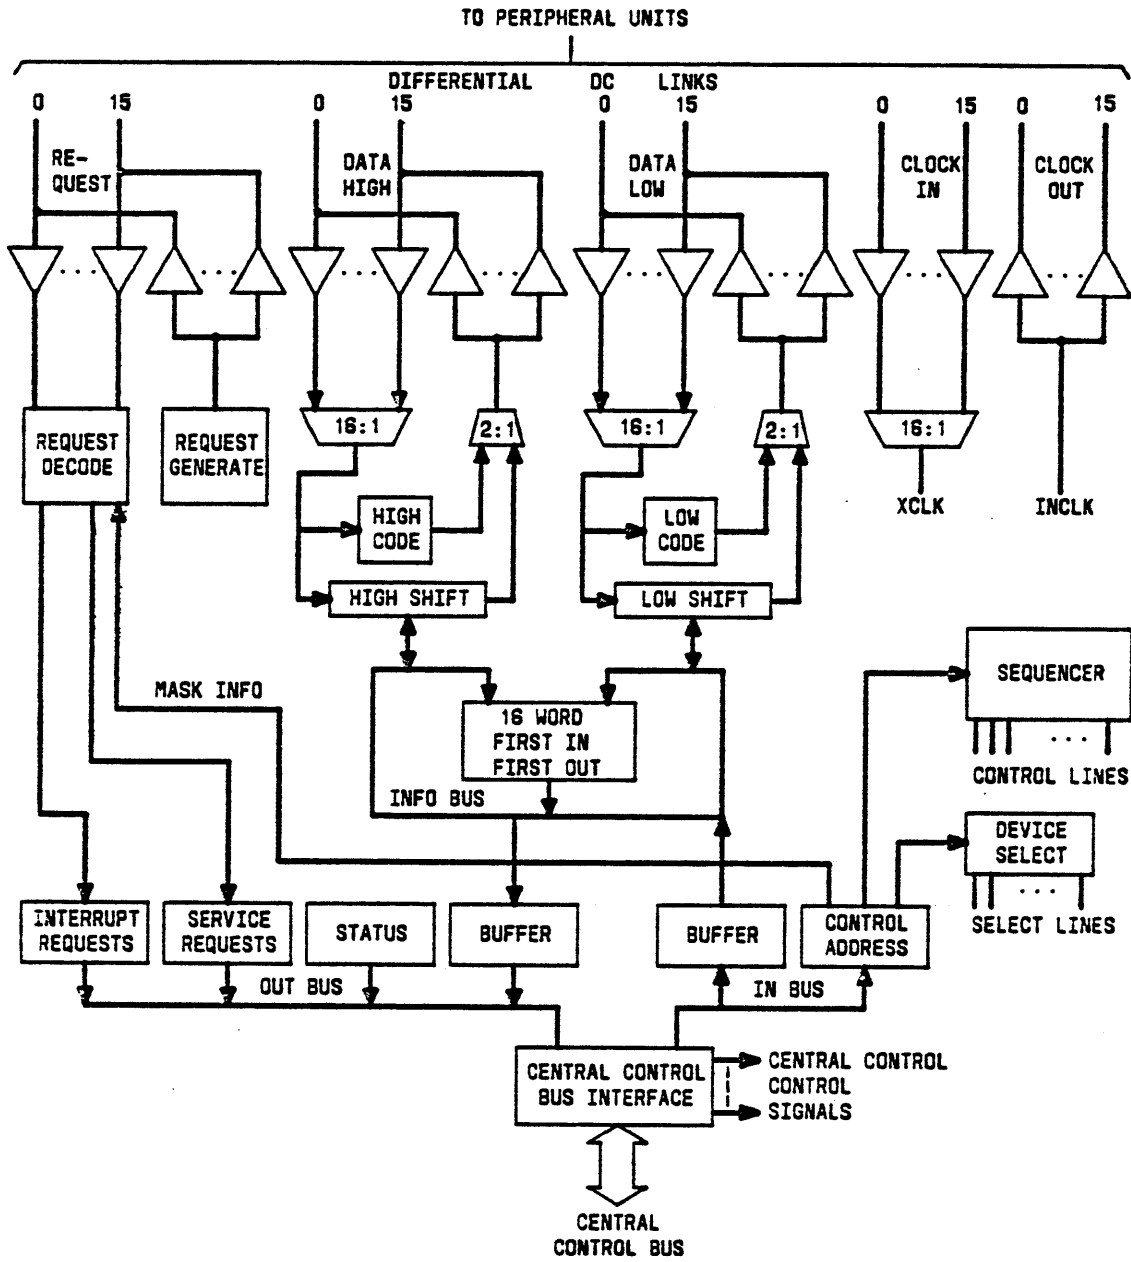 TO PERIPHERAL UNITS
DIFFERENTIAL DC LINKS
0 15 0 15 0 15 0 15 0 15
RE-
QUEST
DATA
HIGH
DATA
LOW
CLOCK
IN
CLOCK
OUT
REQUEST
DECODE
REQUEST
GENERATE
16:1
2:1
16:1
2:1
16:1
XCLK
INCLK
HIGH
CODE
LOW
CODE
HIGH SHIFT
LOW SHIFT
MASK INFO
16 WORD
FIRST IN
FIRST OUT
INFO BUS
SEQUENCER
CONTROL LINES
DEVICE
SELECT
SELECT LINES
INTERRUPT
REQUESTS
SERVICE
REQUESTS
STATUS
BUFFER
BUFFER
CONTROL
ADDRESS
OUT BUS
IN BUS
CENTRAL CONTROL
BUS INTERFACE
CENTRAL CONTROL
CONTROL
SIGNALS
CENTRAL
CONTROL BUS